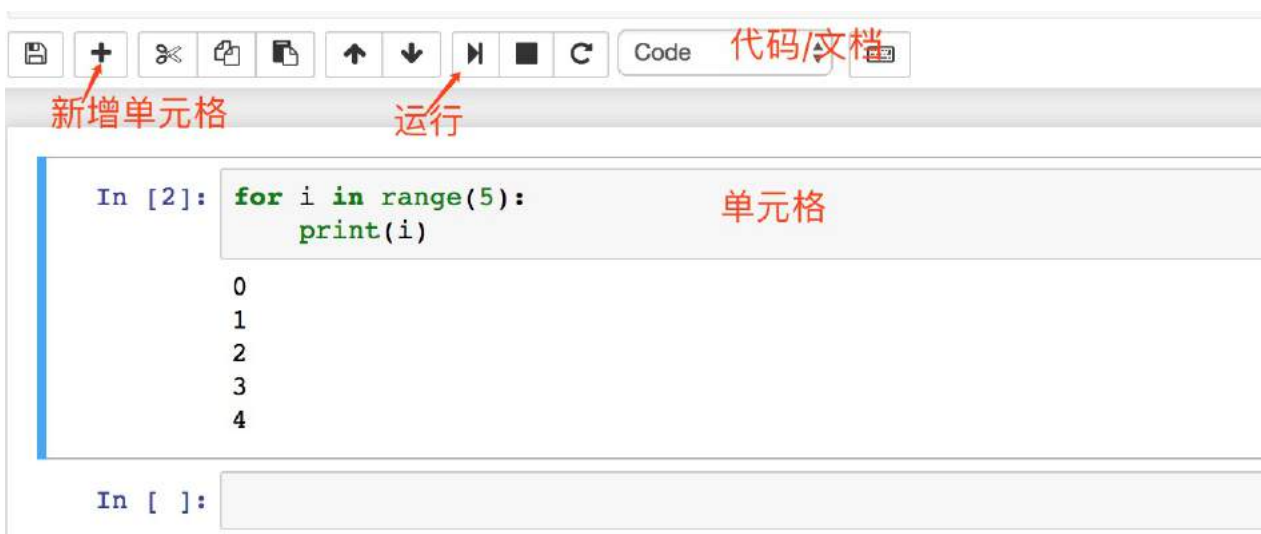 Code 代码/文档
新增单元格 运行
In [2]: for i in range(5): 单元格
print(i)
0
1
2
3
4
In [ ]: